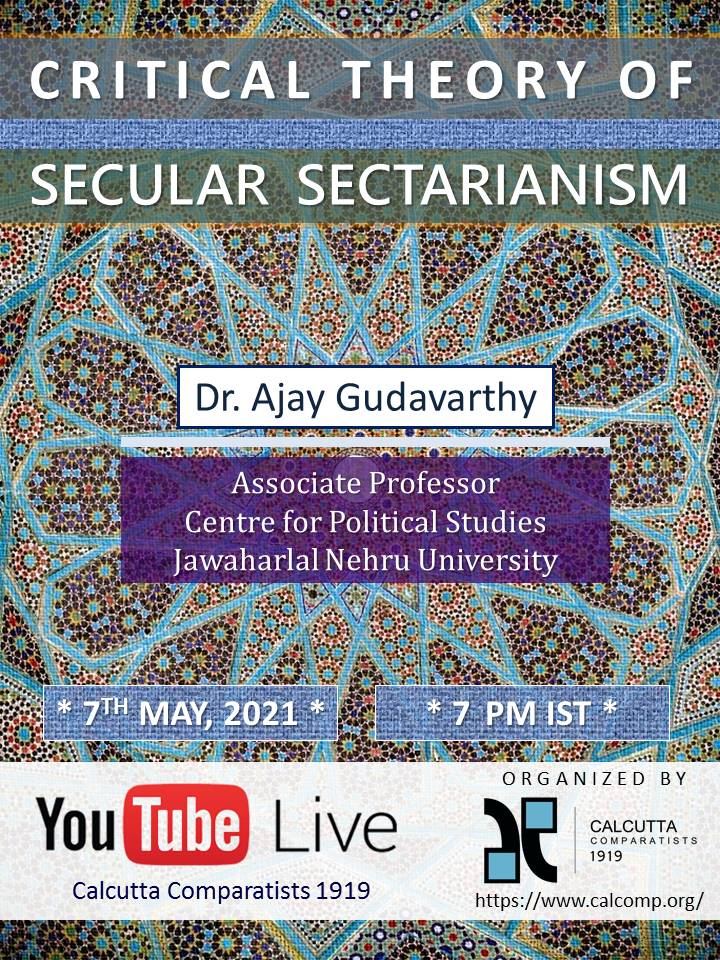 CRITICAL THEORY OF
SECULAR SECTARIANISM
Dr. Ajay Gudavarthy
Associate Professor
Centre for Political Studies
Jawaharlal Nehru University
* 7TH MAY, 2021 *
* 7 PM IST *
YouTube Live
Calcutta Comparatists 1919
ORGANIZED BY
CALCUTTA
COMPARATISTS
1919
https://www.calcomp.org/